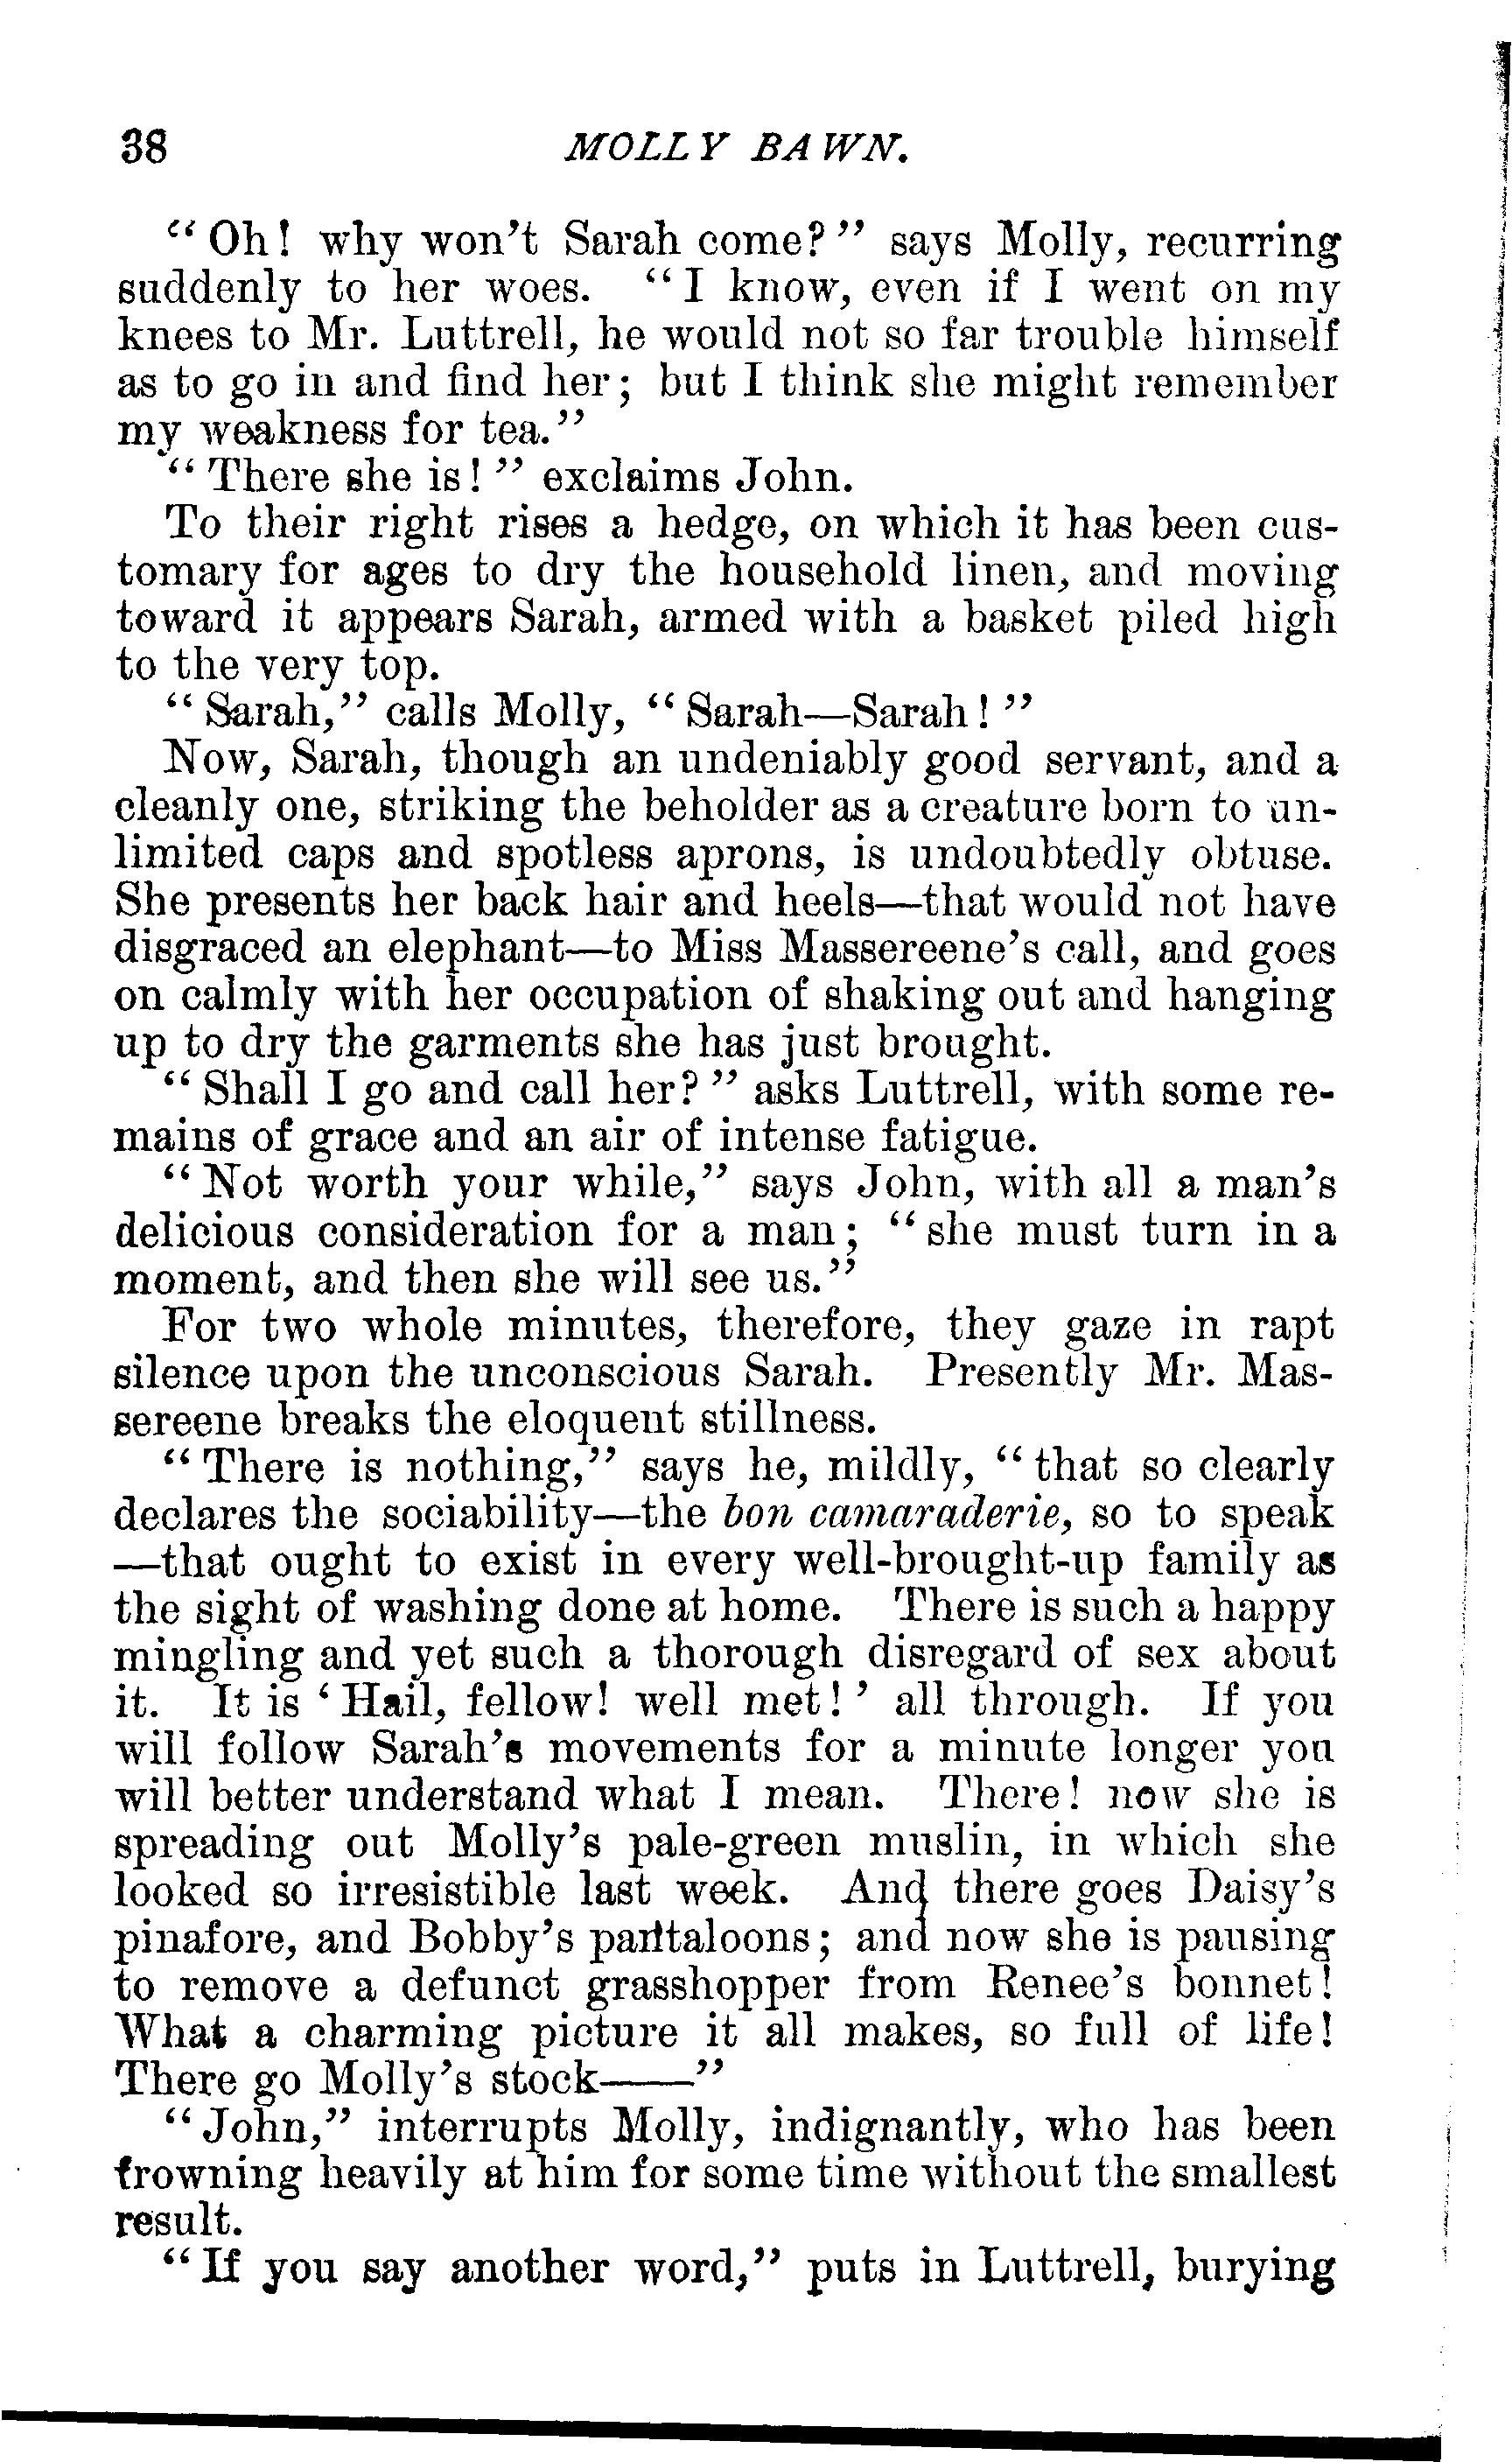 38 MOLLY BAWN.
"Oh! why won't Sarah come?" says Molly, recurring
suddenly to her woes. "I know, even if I went on my
knees to Mr. Luttrell, he would not so far trouble himself
as to go in and find her; but I think she might remember
my weakness for tea."
"There she is!" exclaims John.
To their right rises a hedge, on which it has been cus-
tomary for ages to dry the household linen, and moving
toward it appears Sarah, armed with a basket piled high
to the very top.
"Sarah," calls Molly, "Sarah—Sarah!"
Now, Sarah, though an undeniably good servant, and a
cleanly one, striking the beholder as a creature born to un-
limited caps and spotless aprons, is undoubtedly obtuse.
She presents her back hair and heels—that would not have
disgraced an elephant—to Miss Massereene's call, and goes
on calmly with her occupation of shaking out and hanging
up to dry the garments she has just brought.
"Shall I go and call her?" asks Luttrell, with some re-
mains of grace and an air of intense fatigue.
"Not worth your while," says John, with all a man's
delicious consideration for a man; "she must turn in a
moment, and then she will see us."
For two whole minutes, therefore, they gaze in rapt
silence upon the unconscious Sarah. Presently Mr. Mas-
sereene breaks the eloquent stillness.
"There is nothing," says he, mildly, "that so clearly
declares the sociability—the bon camaraderie, so to speak
—that ought to exist in every well-brought-up family as
the sight of washing done at home. There is such a happy
mingling and yet such a thorough disregard of sex about
it. It is 'Hail, fellow! well met!' all through. If you
will follow Sarah's movements for a minute longer you
will better understand what I mean. There! now she is
spreading out Molly's pale-green muslin, in which she
looked so irresistible last week. And there goes Daisy's
pinafore, and Bobby's pantaloons; and now she is pausing
to remove a defunct grasshopper from Renee's bonnet!
What a charming picture it all makes, so full of life!
There go Molly's stock——"
"John," interrupts Molly, indignantly, who has been
frowning heavily at him for some time without the smallest
result.
"If you say another word," puts in Luttrell, burying